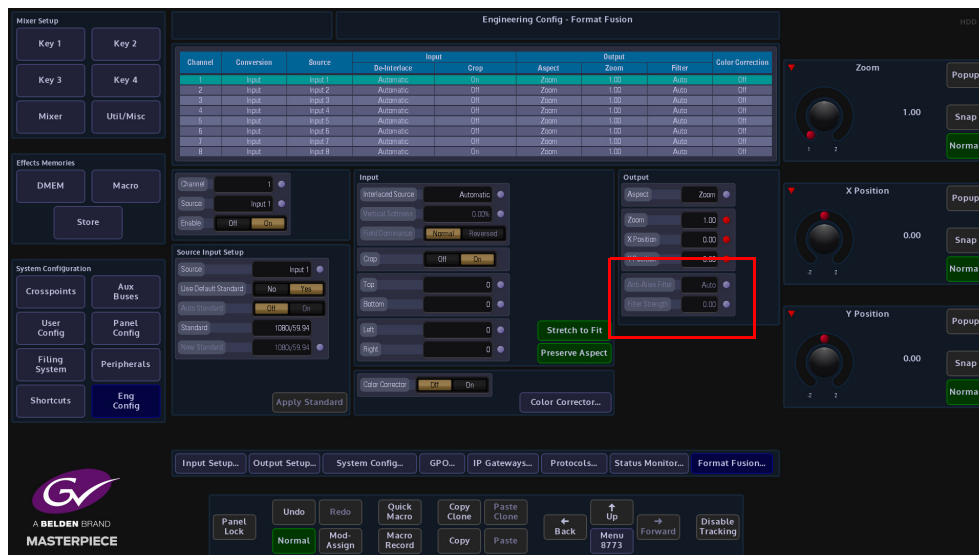 Mixer Setup
Key 1
Key 2
Key 3
Key 4
Mixer
Util/Misc
Effects Memories
DMEM
Macro
Store
System Configuration
Crosspoints
Aux
Buses
User
Config
Panel
Config
Filing
System
Peripherals
Shortcuts
Eng
Config
A BELDEN BRAND
MASTERPIECE
Engineering Config - Format Fusion
HDD
Input
Output
Channel Conversion Source De-Interlace Crop Aspect Zoom Filter Color Correction
1 Input Input 1 Automatic On Zoom 1.00 Auto Off
2 Input Input 2 Automatic Off Zoom 1.00 Auto Off
3 Input Input 3 Automatic Off Zoom 1.00 Auto Off
4 Input Input 4 Automatic Off Zoom 1.00 Auto Off
5 Input Input 5 Automatic Off Zoom 1.00 Auto Off
6 Input Input 6 Automatic Off Zoom 1.00 Auto Off
7 Input Input 7 Automatic Off Zoom 1.00 Auto Off
8 Input Input 8 Automatic On Zoom 1.00 Auto Off
Channel 1
Source Input 1
Enable Off On
Source Input Setup
Source Input 1
Use Default Standard No Yes
Auto Standard Off On
Standard 1080i/59.94
New Standard 1080i/59.94
Apply Standard
Input
Interlaced Source Automatic
Vertical Softness 0.00%
Field Dominance Normal Reversed
Crop Off On
Top 0
Bottom 0
Left 0
Right 0
Stretch to Fit
Preserve Aspect
Color Corrector Off On
Color Corrector...
Output
Aspect Zoom
Zoom 1.00
X Position 0.00
Y Position 0.00
Anti-Alias Filter Auto
Filter Strength 0.00
Zoom
1.00
1 2
Popup
Snap
Norma
X Position
0.00
-2 2
Popup
Snap
Norma
Y Position
0.00
-2 2
Popup
Snap
Norma
Input Setup... Output Setup... System Config... GPO... IP Gateways... Protocols... Status Monitor... Format Fusion...
Panel
Lock
Undo
Redo
Normal
Mod-
Assign
Quick
Macro
Macro
Record
Copy
Clone
Paste
Clone
Copy
Paste
Back
Up
Menu
8773
Forward
Disable
Tracking